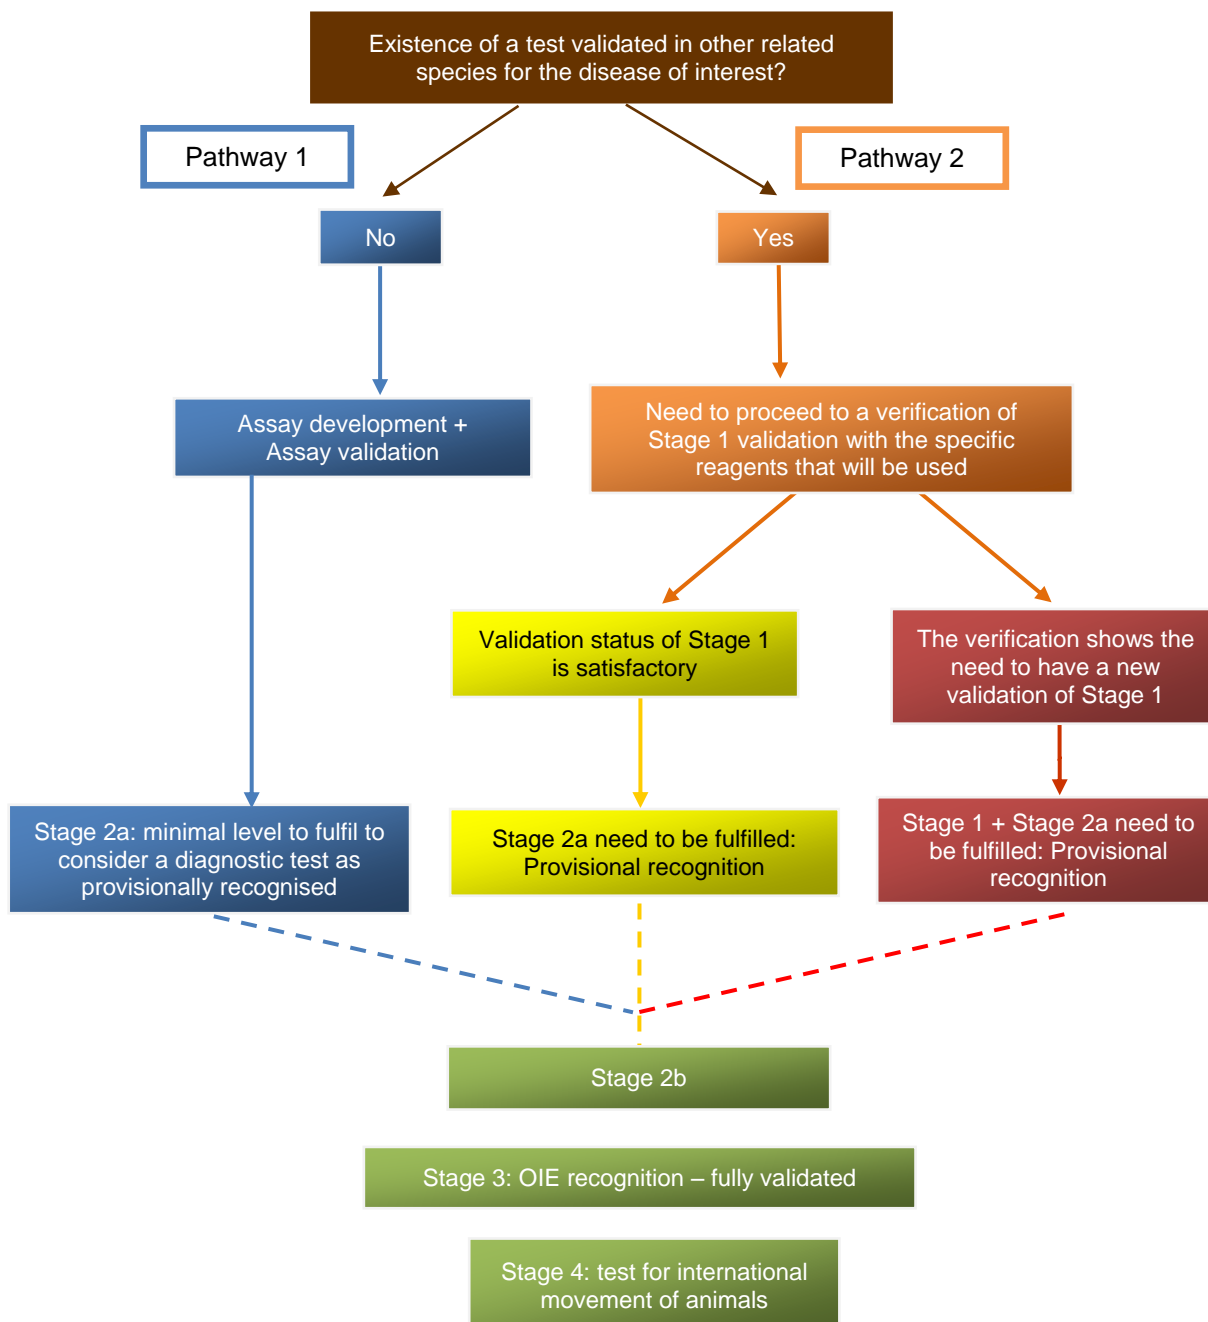 Existence of a test validated in other related
species for the disease of interest?
Pathway 1
Pathway 2
No
Yes
Assay development +
Assay validation
Need to proceed to a verification of
Stage 1 validation with the specific
reagents that will be used
Validation status of Stage 1
is satisfactory
The verification shows the
need to have a new
validation of Stage 1
Stage 2a: minimal level to fulfil to
consider a diagnostic test as
provisionally recognised
Stage 2a need to be fulfilled:
Provisional recognition
Stage 1 + Stage 2a need to
be fulfilled: Provisional
recognition
Stage 2b
Stage 3: OIE recognition – fully validated
Stage 4: test for international
movement of animals